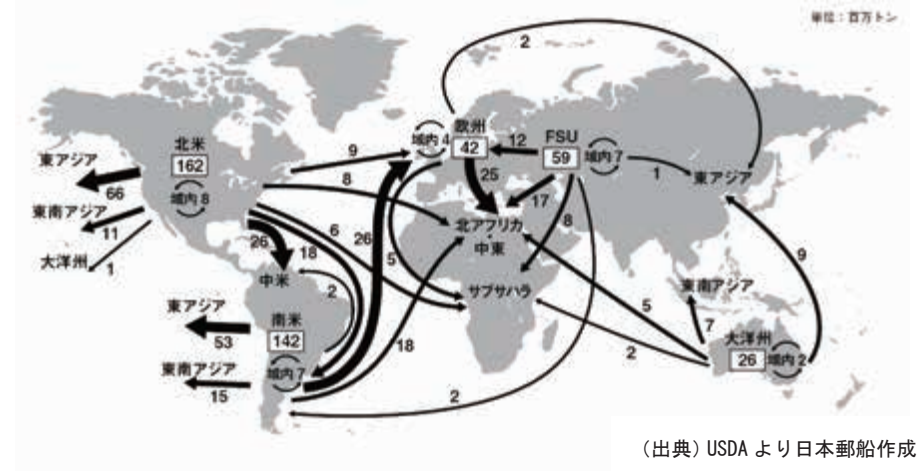 単位：百万トン
2
北米
162
域内 8
東アジア
66
東南アジア
11
大洋州
1
9
8
6
26
18
中米
2
東アジア
53
南米
142
域内 7
東南アジア
15
26
18
域内 4
欧州
42
12
FSU
59
域内 7
25
17
8
5
北アフリカ
中東
サブサハラ
1
東アジア
9
東南アジア
7
5
2
大洋州
26
域内 2
2
（出典）USDA より日本郵船作成